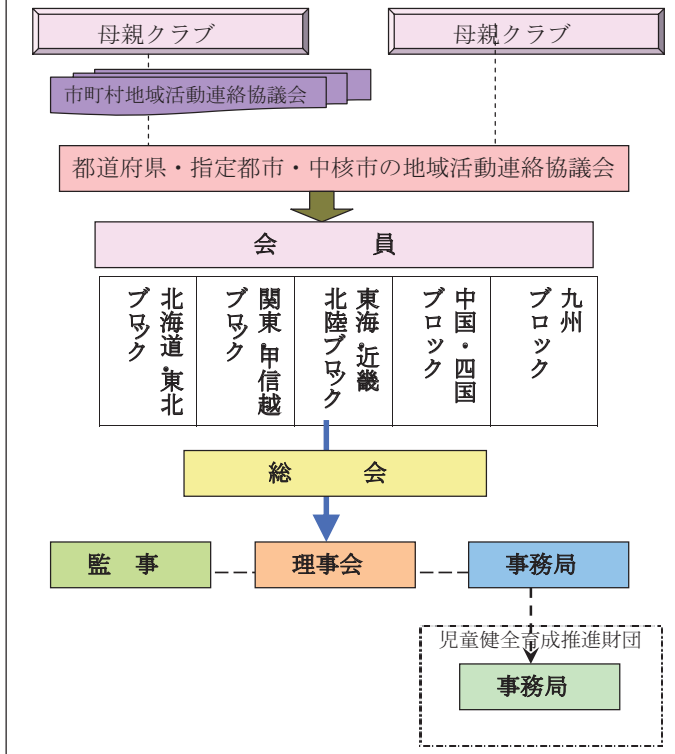 母親クラブ
母親クラブ
市町村地域活動連絡協議会
都道府県・指定都市・中核市の地域活動連絡協議会
会　員
北海道・東北
ブロック
関東・甲信越
ブロック
東海・近畿
北陸ブロック
中国・四国
ブロック
九州
ブロック
総　会
監　事
理事会
事務局
児童健全育成推進財団
事務局